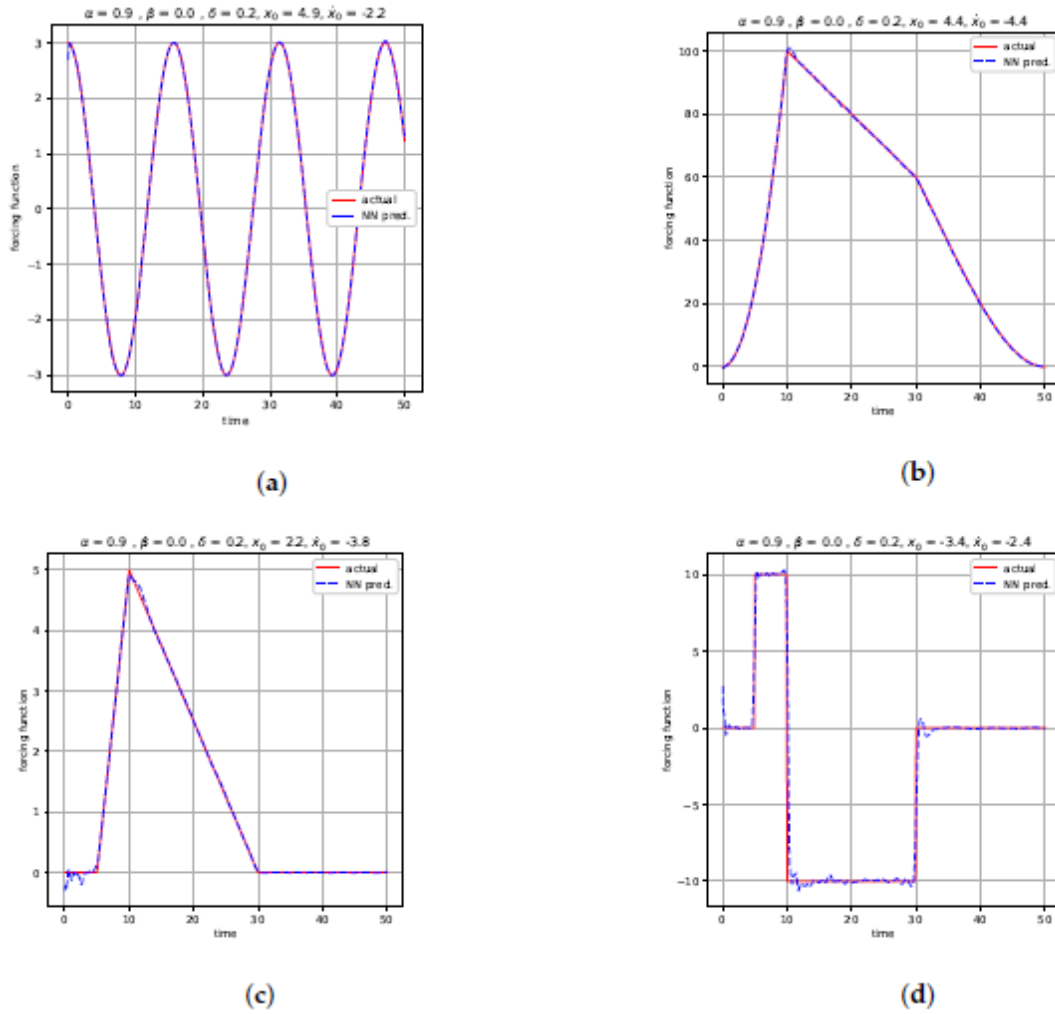 α = 0.9 , β = 0.0 , δ = 0.2, x₀ = 4.9, ẋ₀ = -2.2
3
2
1
0
−1
−2
−3
forcing function
actual
NN pred.
0 10 20 30 40 50
time
(a)
α = 0.9 , β = 0.0 , δ = 0.2, x₀ = 4.4, ẋ₀ = -4.4
100
80
60
40
20
0
forcing function
actual
NN pred.
0 10 20 30 40 50
time
(b)
α = 0.9 , β = 0.0 , δ = 0.2, x₀ = 2.2, ẋ₀ = -3.8
5
4
3
2
1
0
forcing function
actual
NN pred.
0 10 20 30 40 50
time
(c)
α = 0.9 , β = 0.0 , δ = 0.2, x₀ = -3.4, ẋ₀ = -2.4
10
5
0
−5
−10
forcing function
actual
NN pred.
0 10 20 30 40 50
time
(d)